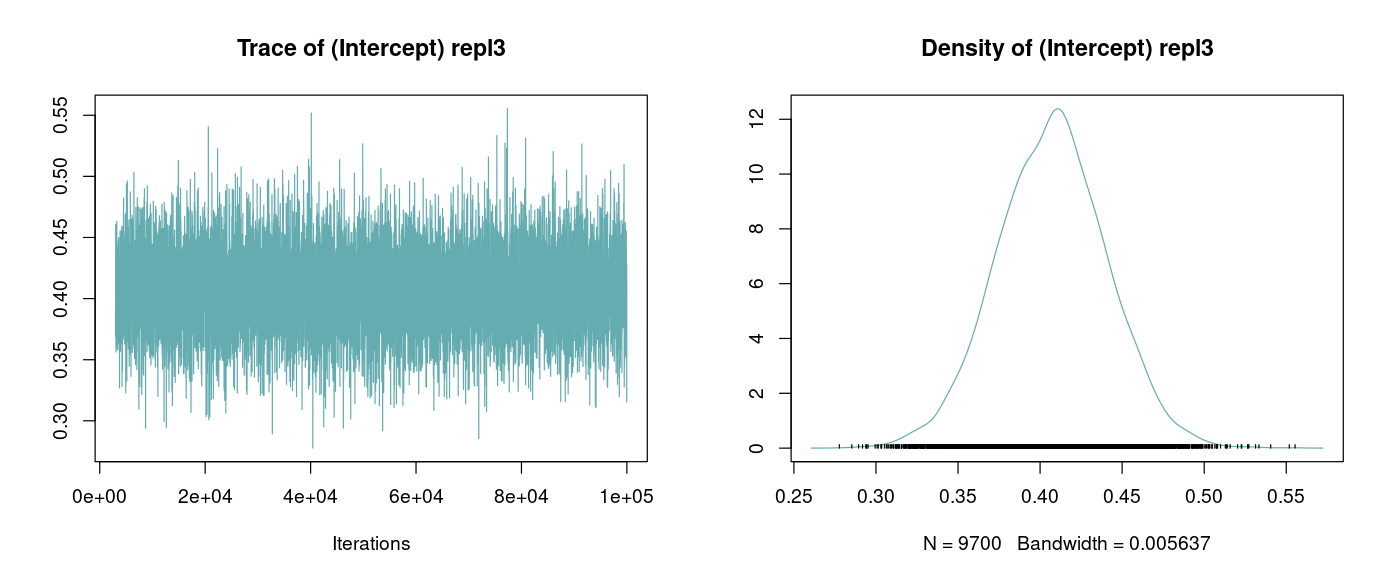 Trace of (Intercept) repl3
0.55
0.50
0.45
0.40
0.35
0.30
0e+00 2e+04 4e+04 6e+04 8e+04 1e+05
Iterations
Density of (Intercept) repl3
12
10
8
6
4
2
0
0.25 0.30 0.35 0.40 0.45 0.50 0.55
N = 9700 Bandwidth = 0.005637